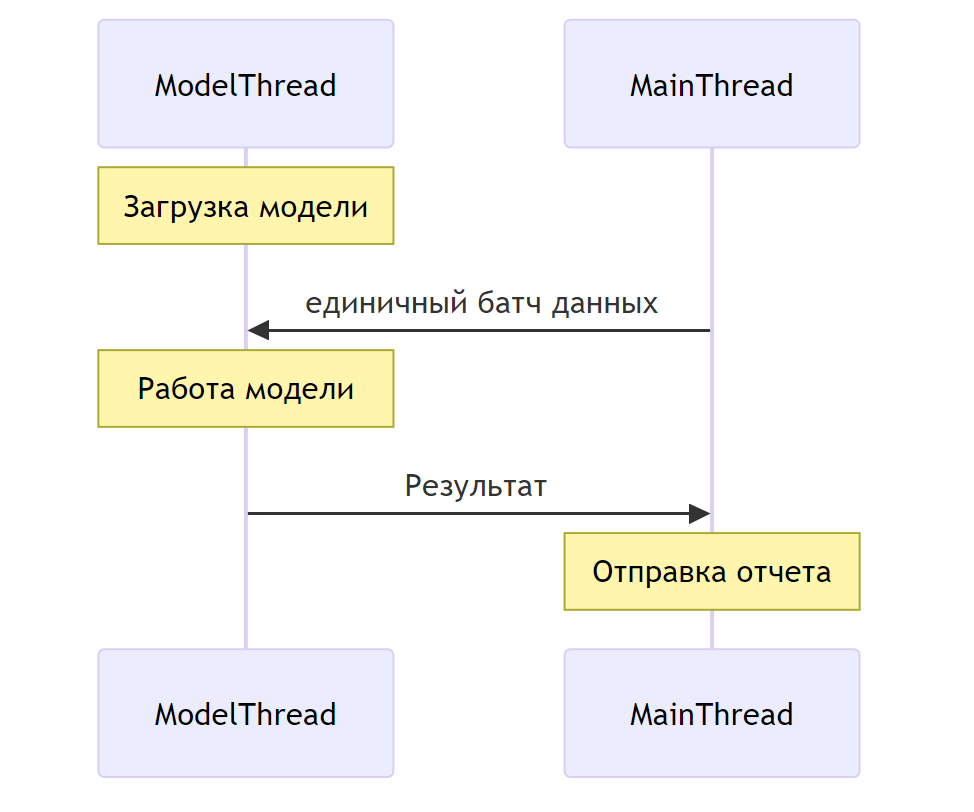 ModelThread
MainThread
Загрузка модели
единичный батч данных
Работа модели
Результат
Отправка отчета
ModelThread
MainThread